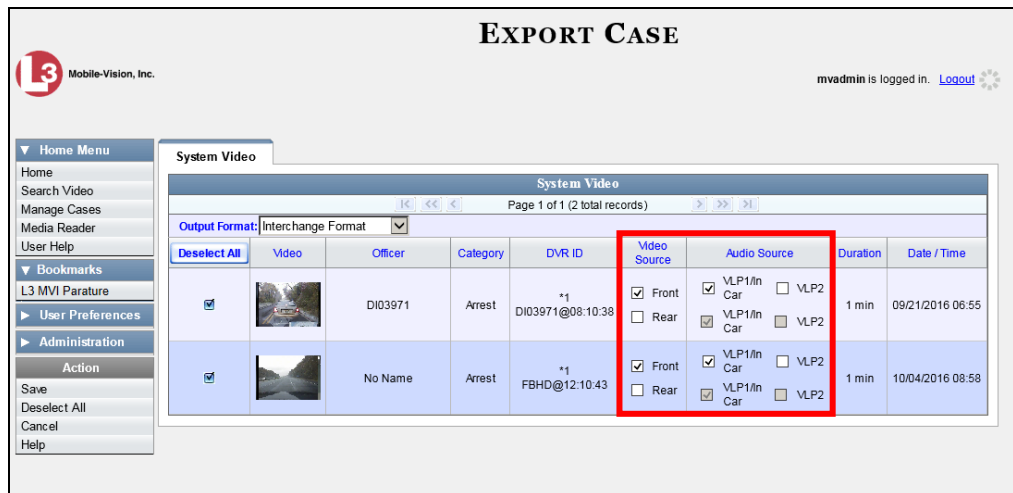 EXPORT CASE
L3 Mobile-Vision, Inc.
mvadmin is logged in. Logout
▼ Home Menu
Home
Search Video
Manage Cases
Media Reader
User Help
▼ Bookmarks
L3 MVI Parature
▶ User Preferences
▶ Administration
Action
Save
Deselect All
Cancel
Help
System Video
System Video
Page 1 of 1 (2 total records)
Output Format: Interchange Format
Deselect All Video Officer Category DVR ID Video Source Audio Source Duration Date / Time
DI03971 Arrest *1 DI03971@08:10:38 Front VLP1/In Car VLP2 1 min 09/21/2016 06:55
Rear VLP1/In Car VLP2
No Name Arrest *1 FBHD@12:10:43 Front VLP1/In Car VLP2 1 min 10/04/2016 08:58
Rear VLP1/In Car VLP2